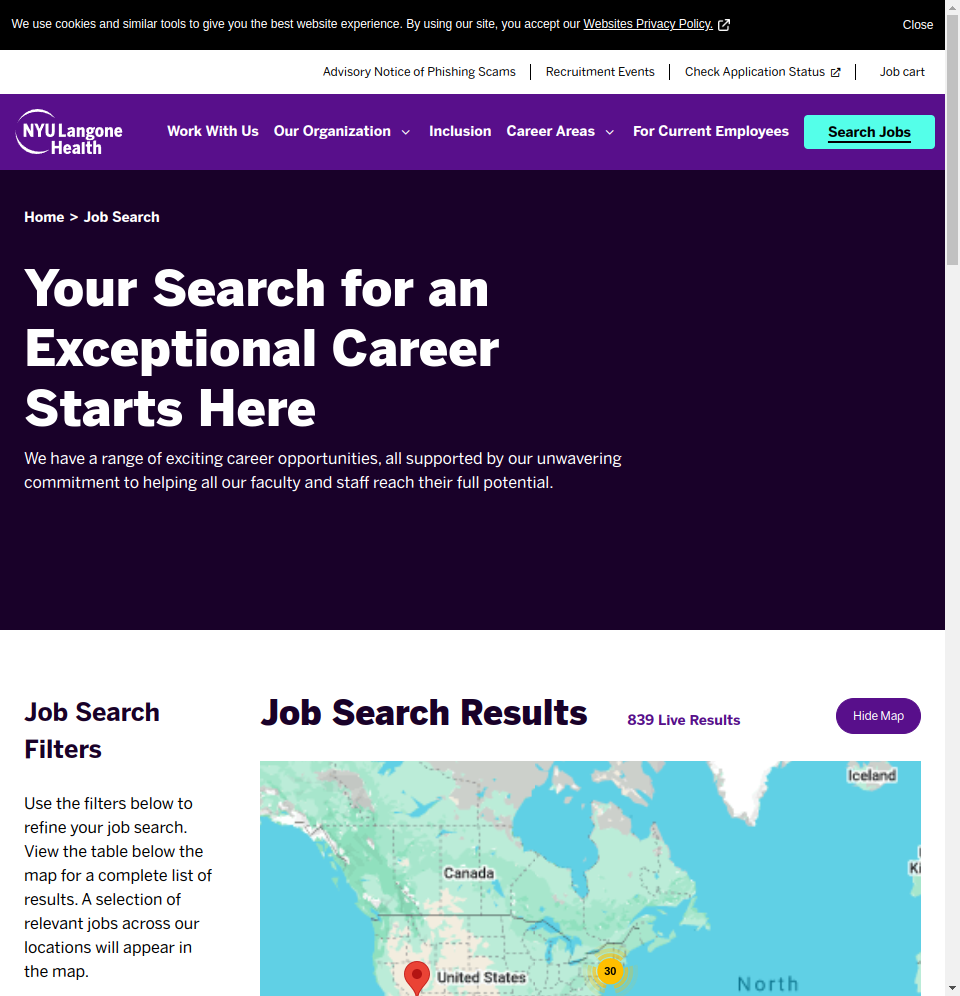 We use cookies and similar tools to give you the best website experience. By using our site, you accept our Websites Privacy Policy.
Close
Advisory Notice of Phishing Scams
Recruitment Events
Check Application Status
Job cart
NYU Langone
Health
Work With Us
Our Organization
Inclusion
Career Areas
For Current Employees
Search Jobs
Home > Job Search
Your Search for an
Exceptional Career
Starts Here
We have a range of exciting career opportunities, all supported by our unwavering
commitment to helping all our faculty and staff reach their full potential.
Job Search
Filters
Use the filters below to
refine your job search.
View the table below the
map for a complete list of
results. A selection of
relevant jobs across our
locations will appear in
the map.
Job Search Results
839 Live Results
Hide Map
Iceland
Canada
United States
30
North